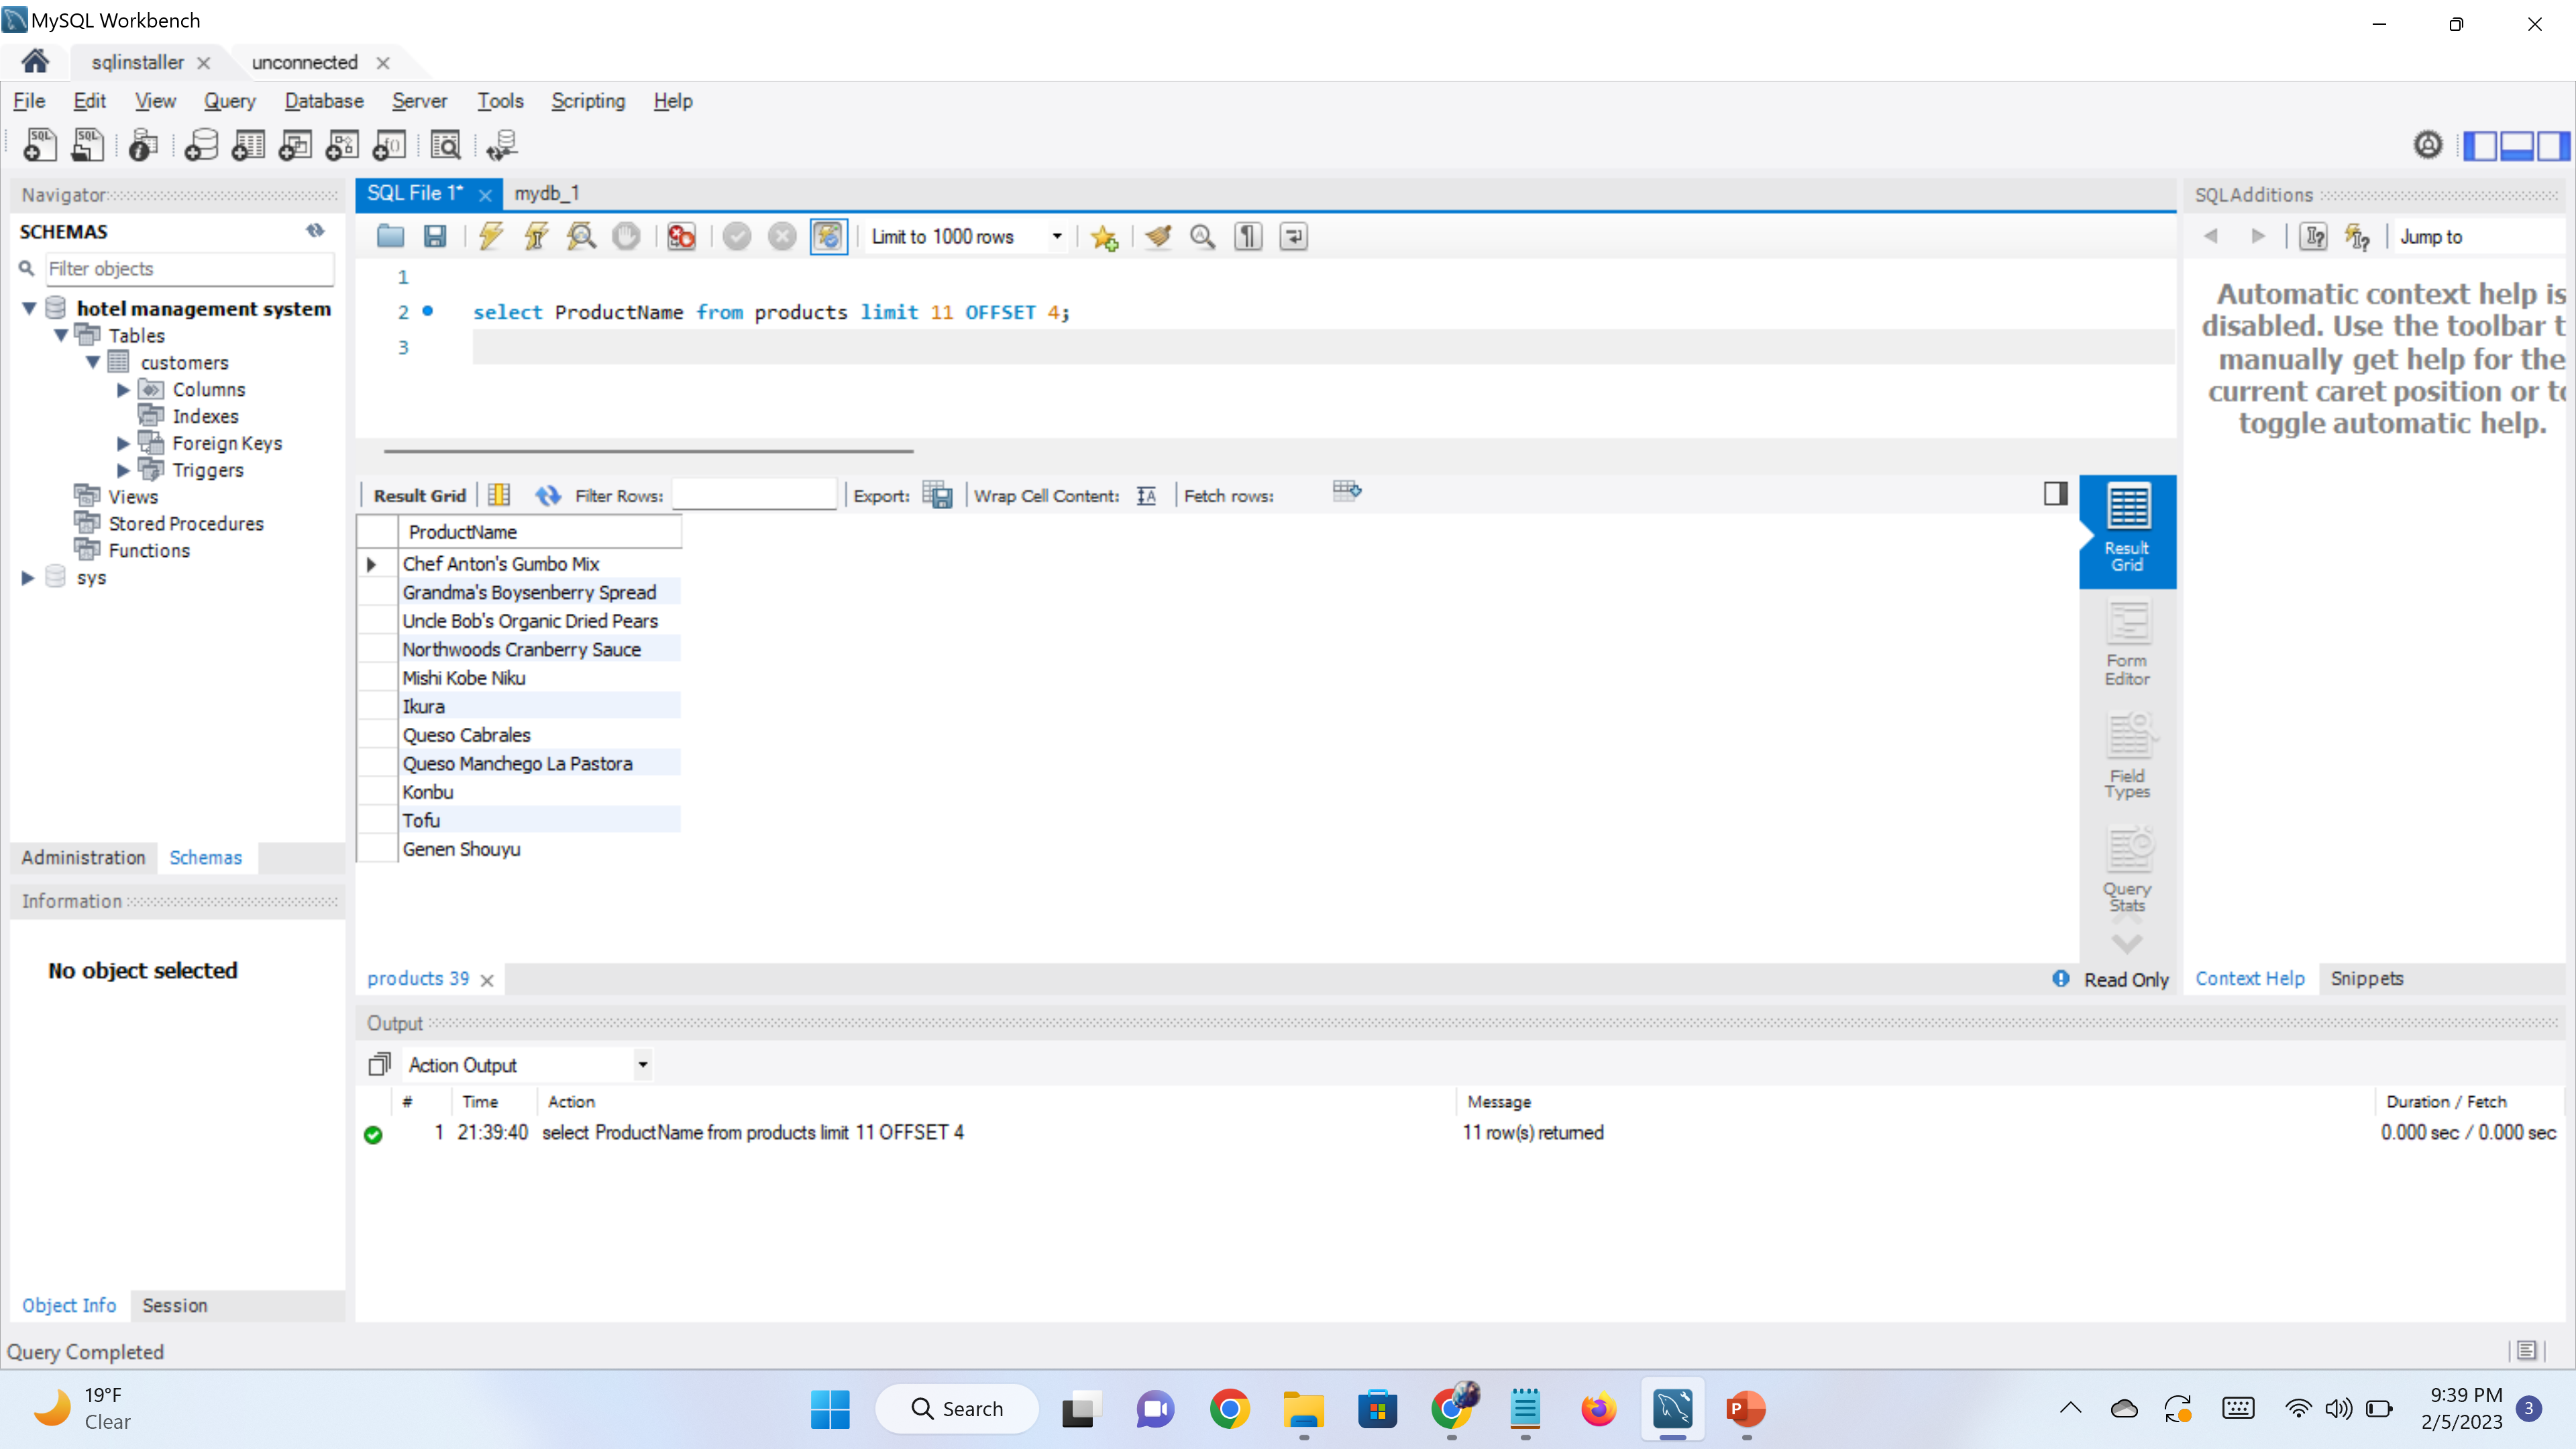 MySQL Workbench
sqlinstaller
unconnected
File Edit View Query Database Server Tools Scripting Help
Navigator
SCHEMAS
Filter objects
hotel management system
Tables
customers
Columns
Indexes
Foreign Keys
Triggers
Views
Stored Procedures
Functions
sys
Administration Schemas
Information
No object selected
Object Info Session
Query Completed
SQL File 1* mydb_1
Limit to 1000 rows
1
2 select ProductName from products limit 11 OFFSET 4;
3
Result Grid Filter Rows: Export: Wrap Cell Content: Fetch rows:
ProductName
Chef Anton's Gumbo Mix
Grandma's Boysenberry Spread
Uncle Bob's Organic Dried Pears
Northwoods Cranberry Sauce
Mishi Kobe Niku
Ikura
Queso Cabrales
Queso Manchego La Pastora
Konbu
Tofu
Genen Shouyu
Result
Grid
Form
Editor
Field
Types
Query
Stats
products 39
Read Only
SQLAdditions
Jump to
Automatic context help is
disabled. Use the toolbar t
manually get help for the
current caret position or to
toggle automatic help.
Context Help Snippets
Output
Action Output
# Time Action Message Duration / Fetch
1 21:39:40 select ProductName from products limit 11 OFFSET 4 11 row(s) returned 0.000 sec / 0.000 sec
19°F
Clear
Search
9:39 PM
2/5/2023
3